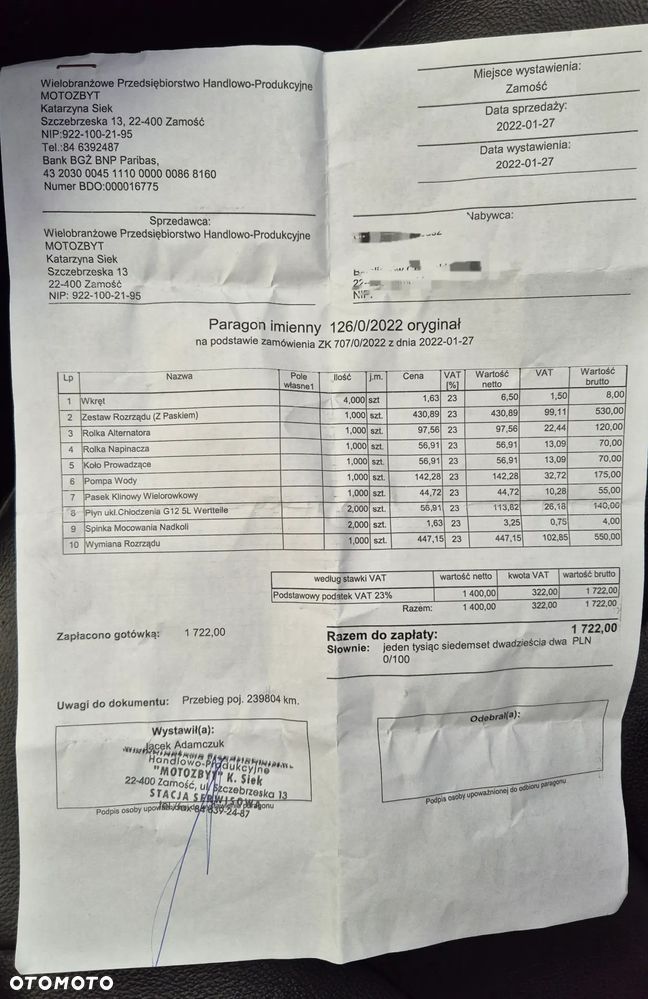 Wielobranżowe Przedsiębiorstwo Handlowo-Produkcyjne
MOTOZBYT
Katarzyna Siek
Szczebrzeska 13, 22-400 Zamość
NIP:922-100-21-95
Tel.:84 6392487
Bank BGŻ BNP Paribas,
43 2030 0045 1110 0000 0086 8160
Numer BDO:000016775
Miejsce wystawienia:
Zamość
Data sprzedaży:
2022-01-27
Data wystawienia:
2022-01-27
Sprzedawca:
Wielobranżowe Przedsiębiorstwo Handlowo-Produkcyjne
MOTOZBYT
Katarzyna Siek
Szczebrzeska 13
22-400 Zamość
NIP: 922-100-21-95
Nabywca:
NIP:
Paragon imienny 126/0/2022 oryginał
na podstawie zamówienia ZK 707/0/2022 z dnia 2022-01-27
Lp Nazwa Pole własne1 Ilość j.m. Cena VAT [%] Wartość netto VAT Wartość brutto
1 Wkręt 4,000 szt 1,63 23 6,50 1,50 8,00
2 Zestaw Rozrządu (Z Paskiem) 1,000 szt. 430,89 23 430,89 99,11 530,00
3 Rolka Alternatora 1,000 szt. 97,56 23 97,56 22,44 120,00
4 Rolka Napinacza 1,000 szt. 56,91 23 56,91 13,09 70,00
5 Koło Prowadzące 1,000 szt. 56,91 23 56,91 13,09 70,00
6 Pompa Wody 1,000 szt. 142,28 23 142,28 32,72 175,00
7 Pasek Klinowy Wielorowkowy 1,000 szt. 44,72 23 44,72 10,28 55,00
8 Płyn ukł.Chłodzenia G12 5L Wertteile 2,000 szt. 56,91 23 113,82 26,18 140,00
9 Spinka Mocowania Nadkoli 2,000 szt. 1,63 23 3,25 0,75 4,00
10 Wymiana Rozrządu 1,000 szt. 447,15 23 447,15 102,85 550,00
według stawki VAT wartość netto kwota VAT wartość brutto
Podstawowy podatek VAT 23% 1 400,00 322,00 1 722,00
Razem: 1 400,00 322,00 1 722,00
Zapłacono gotówką: 1 722,00
Razem do zapłaty: 1 722,00
Słownie: jeden tysiąc siedemset dwadzieścia dwa PLN
0/100
Uwagi do dokumentu: Przebieg poj. 239804 km.
Wystawił(a):
Jacek Adamczuk
Handlowo-Produkcyjne
"MOTOZBYT" K. Siek
22-400 Zamość, ul. Szczebrzeska 13
STACJA SERWISOWA
tel./fax 84 639-24-87
Podpis osoby upoważnionej do wystawienia paragonu
Odebrał(a):
Podpis osoby upoważnionej do odbioru paragonu
OTOMOTO